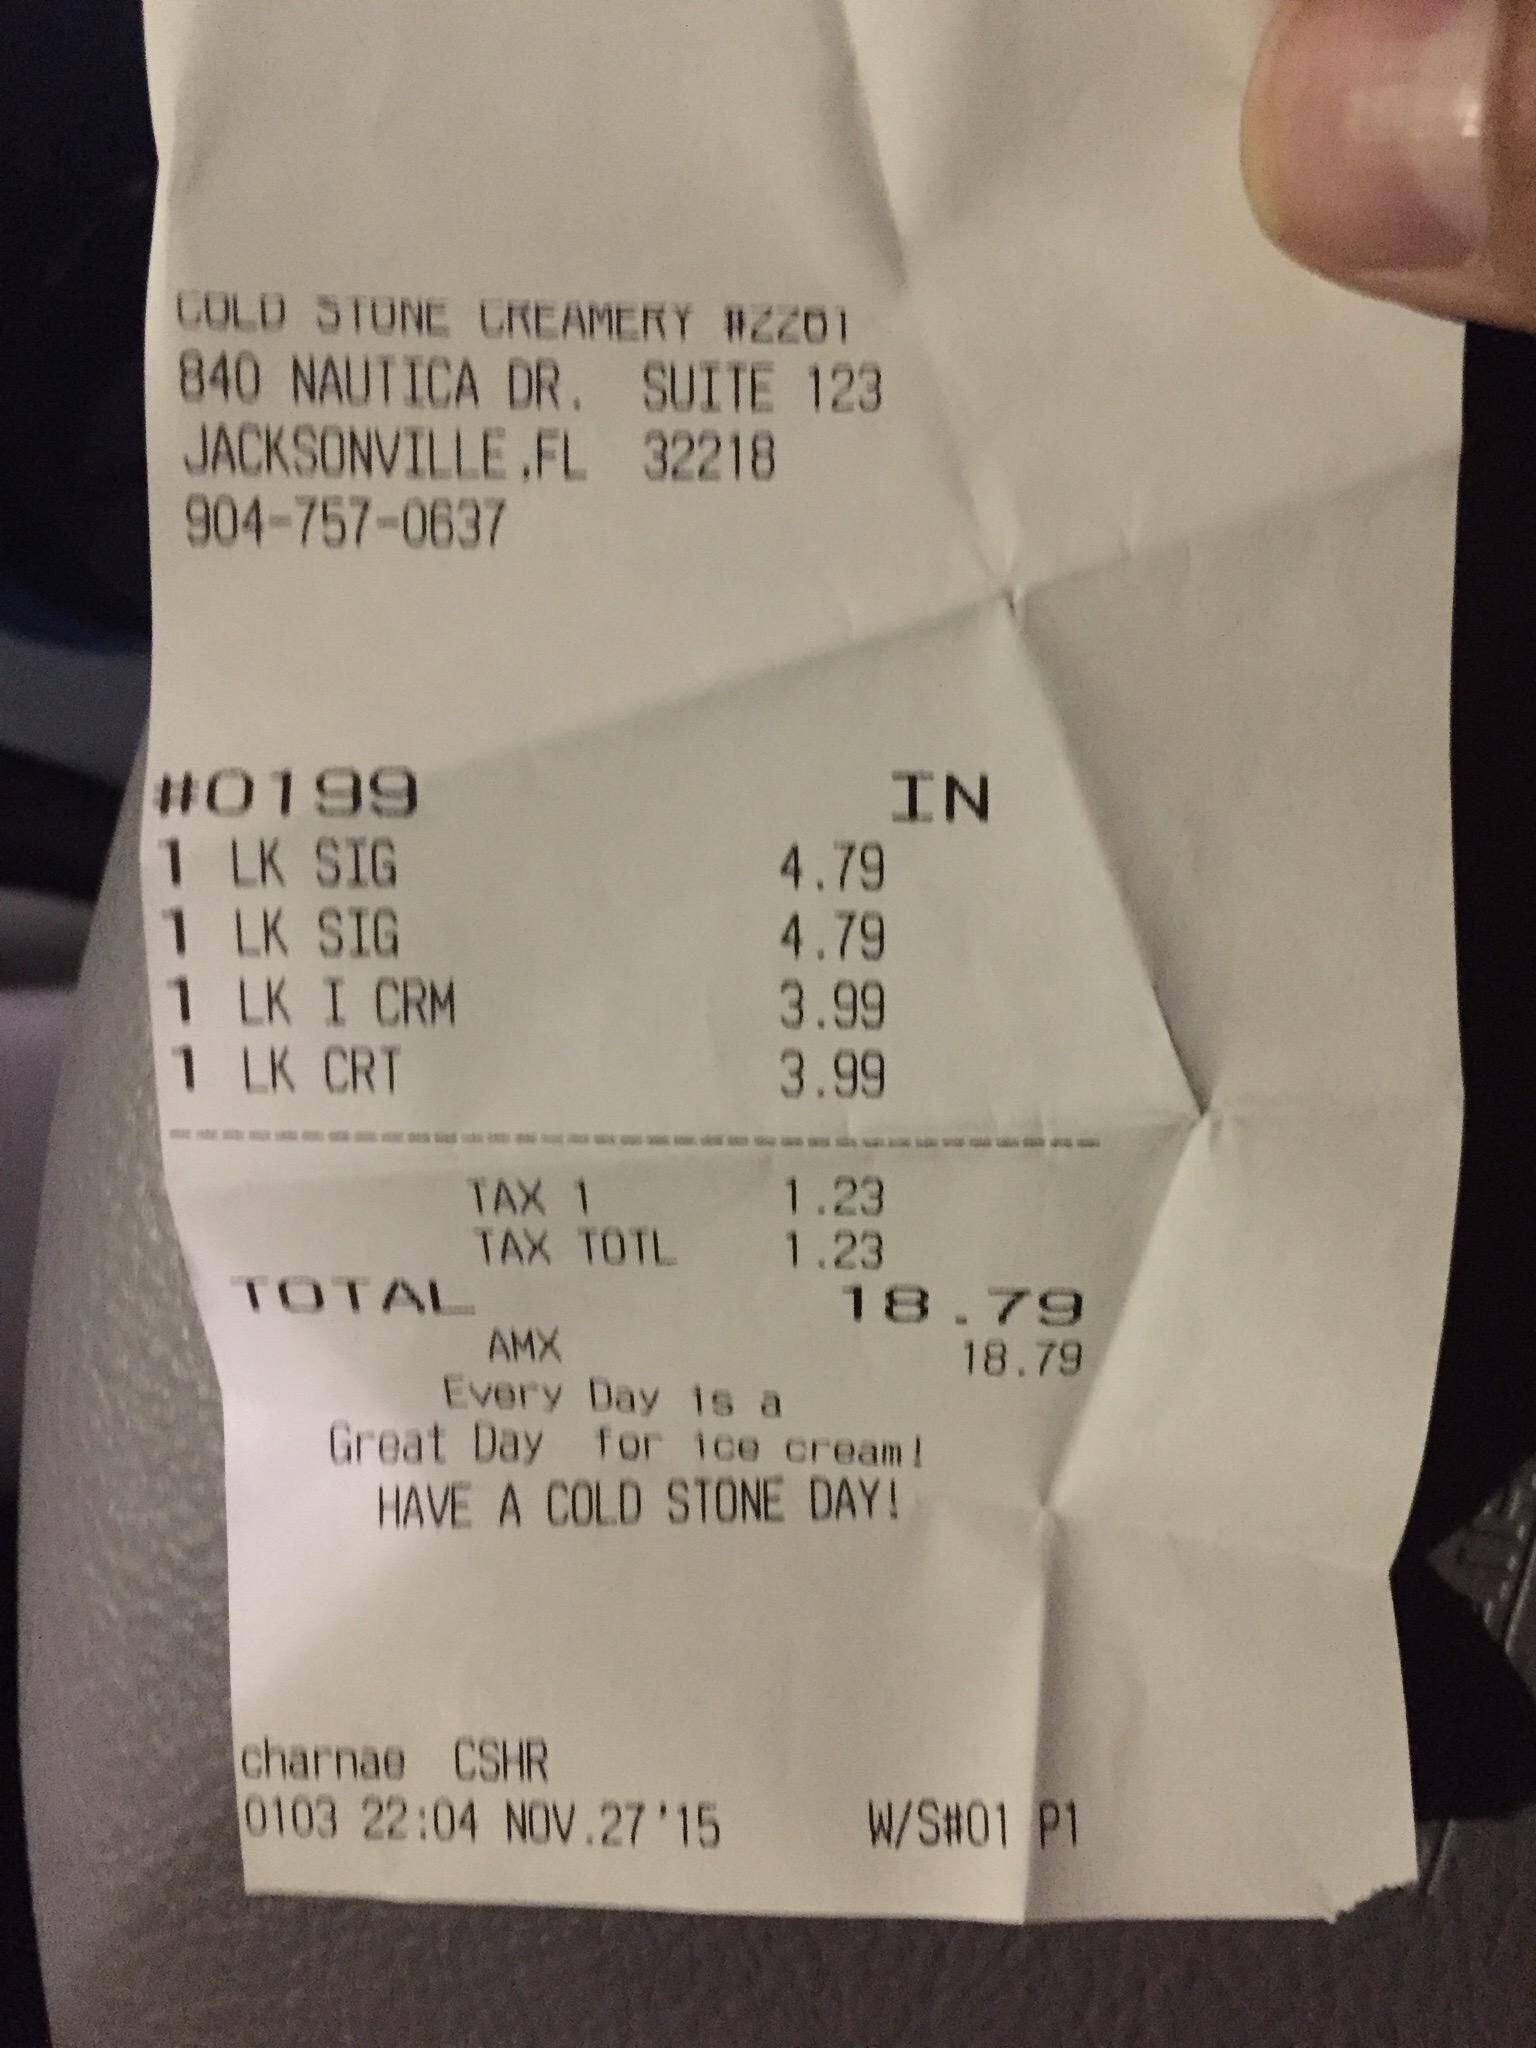 COLD STONE CREAMERY #2261
840 NAUTICA DR. SUITE 123
JACKSONVILLE,FL 32218
904-757-0637
#0199 IN
1 LK SIG 4.79
1 LK SIG 4.79
1 LK I CRM 3.99
1 LK CRT 3.99
TAX 1 1.23
TAX TOTL 1.23
TOTAL 18.79
AMX 18.79
Every Day is a
Great Day for ice cream!
HAVE A COLD STONE DAY!
charnae CSHR
0103 22:04 NOV.27'15 W/S#01 P1